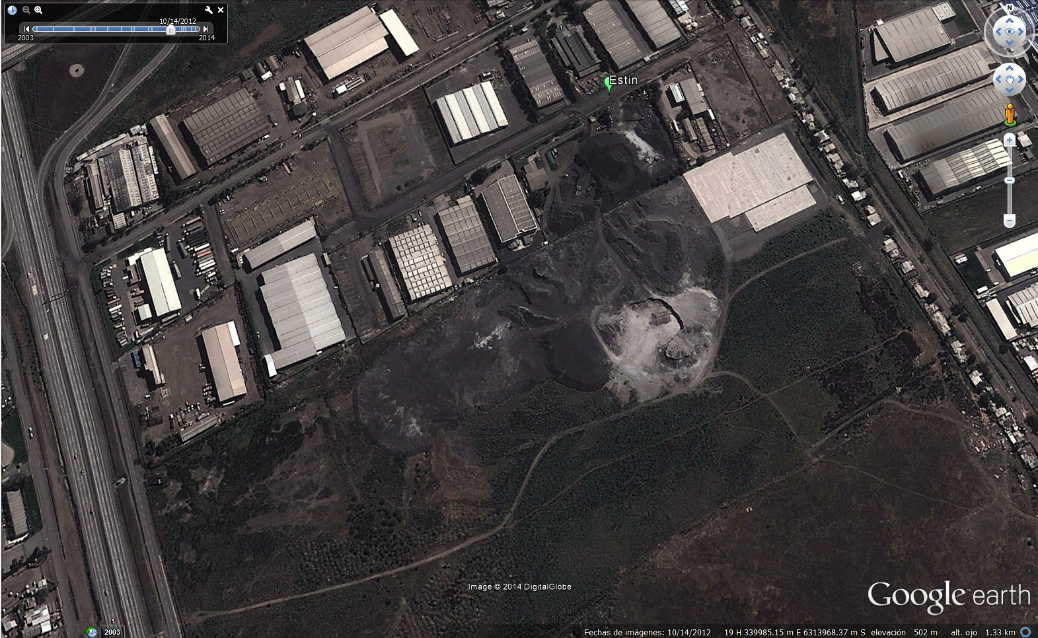 10/14/2012
2003
2014
N
Estin
Image © 2014 DigitalGlobe
Google earth
2003
Fechas de imágenes: 10/14/2012 19 H 339985.15 m E 6313968.37 m S elevación 502 m alt. ojo 1.33 km